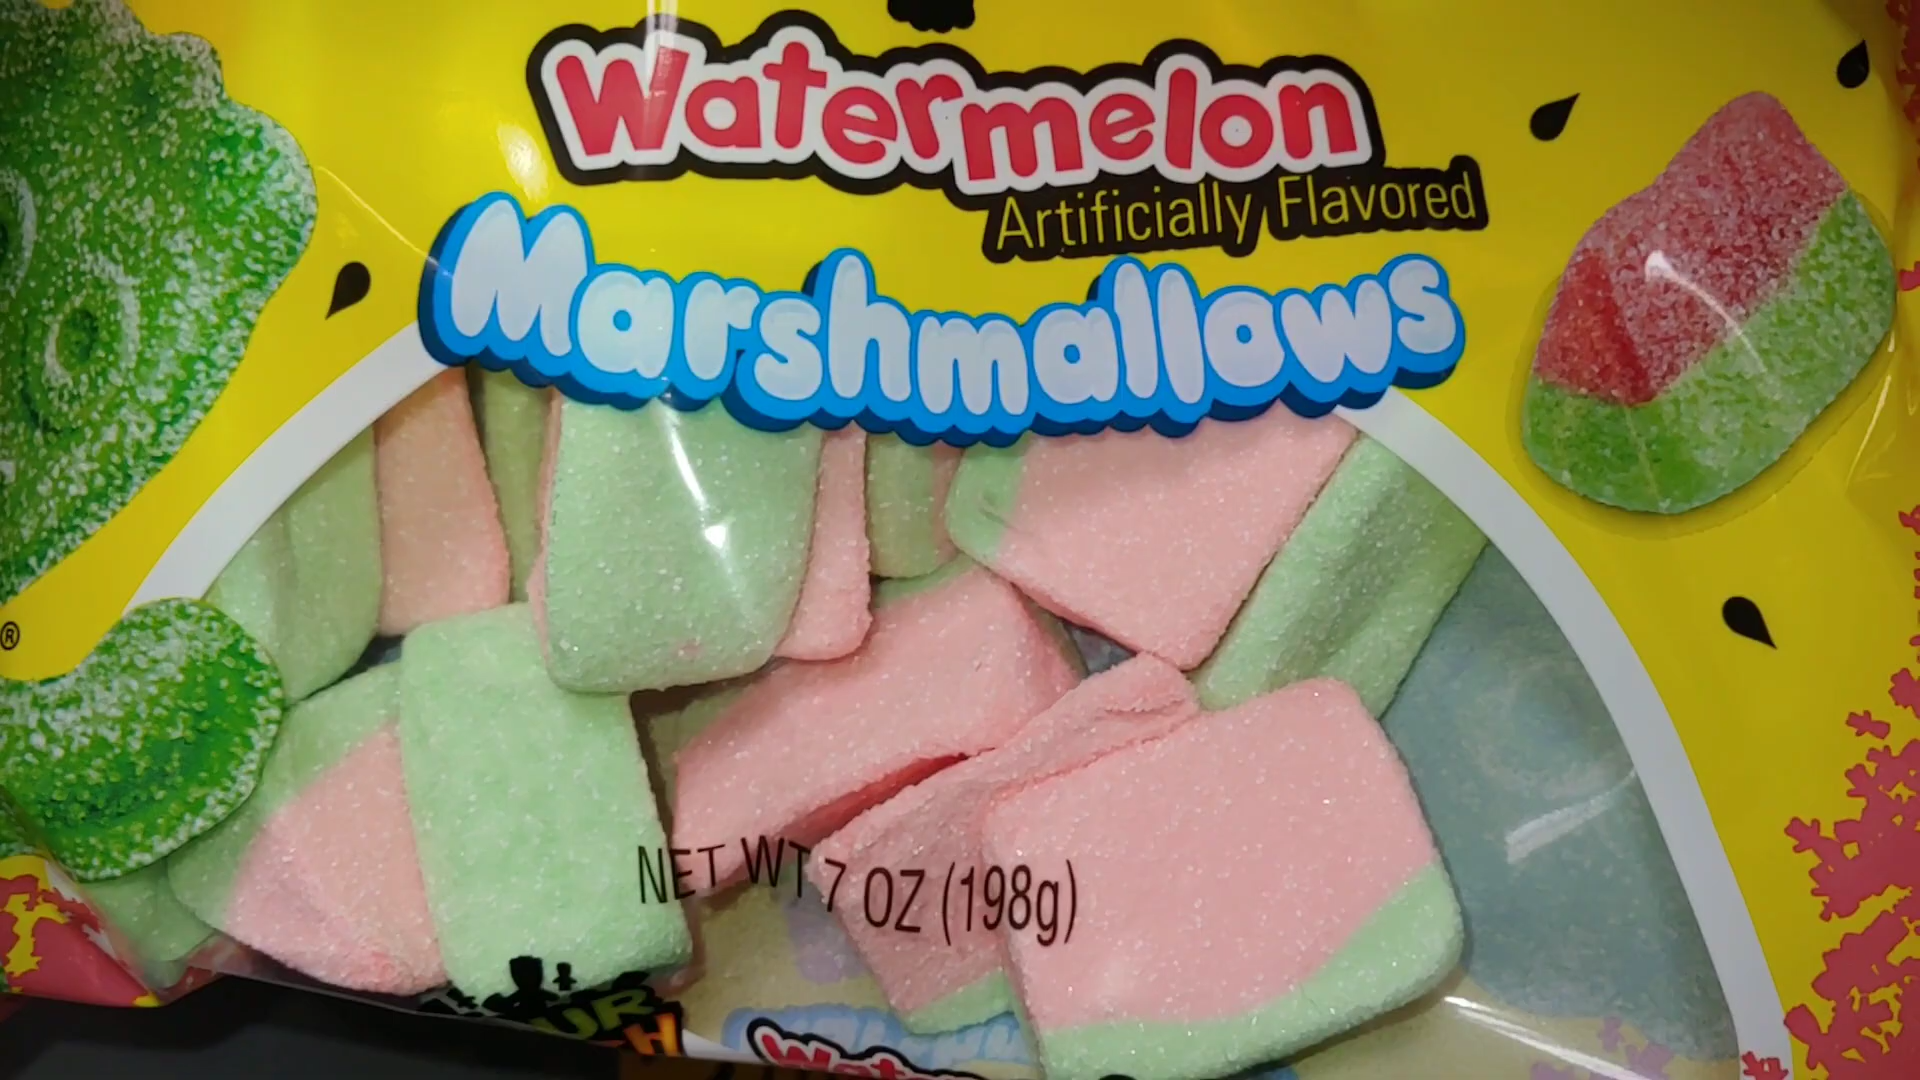 Watermelon
Artificially Flavored
Marshmallows
®
NET WT 7 OZ (198g)